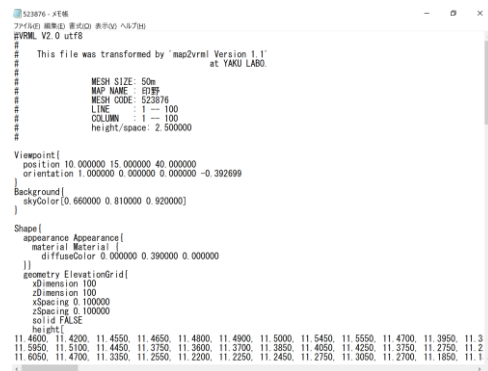 523876 - メモ帳
ファイル(F) 編集(E) 書式(O) 表示(V) ヘルプ(H)
#VRML V2.0 utf8
#
#    This file was transformed by `map2vrml Version 1.1'
#                                        at YAKU LABO.
#
#               MESH SIZE: 50m
#               MAP NAME : 印野
#               MESH CODE: 523876
#               LINE     : 1 -- 100
#               COLUMN   : 1 -- 100
#               height/space: 2.500000
#
Viewpoint{
  position 10.000000 15.000000 40.000000
  orientation 1.000000 0.000000 0.000000 -0.392699
}
Background{
  skyColor[0.660000 0.810000 0.920000]
}
Shape{
  appearance Appearance{
    material Material {
      diffuseColor 0.000000 0.390000 0.000000
  }}
  geometry ElevationGrid{
    xDimension 100
    zDimension 100
    xSpacing 0.100000
    zSpacing 0.100000
    solid FALSE
    height[
11.4600, 11.4200, 11.4550, 11.4650, 11.4800, 11.4900, 11.5000, 11.5450, 11.5550, 11.4700, 11.3950, 11.3
11.5950, 11.5100, 11.4450, 11.3750, 11.3600, 11.3700, 11.3850, 11.4050, 11.4250, 11.3750, 11.2750, 11.2
11.6050, 11.4700, 11.3350, 11.2550, 11.2200, 11.2250, 11.2450, 11.2750, 11.3050, 11.2700, 11.1850, 11.1